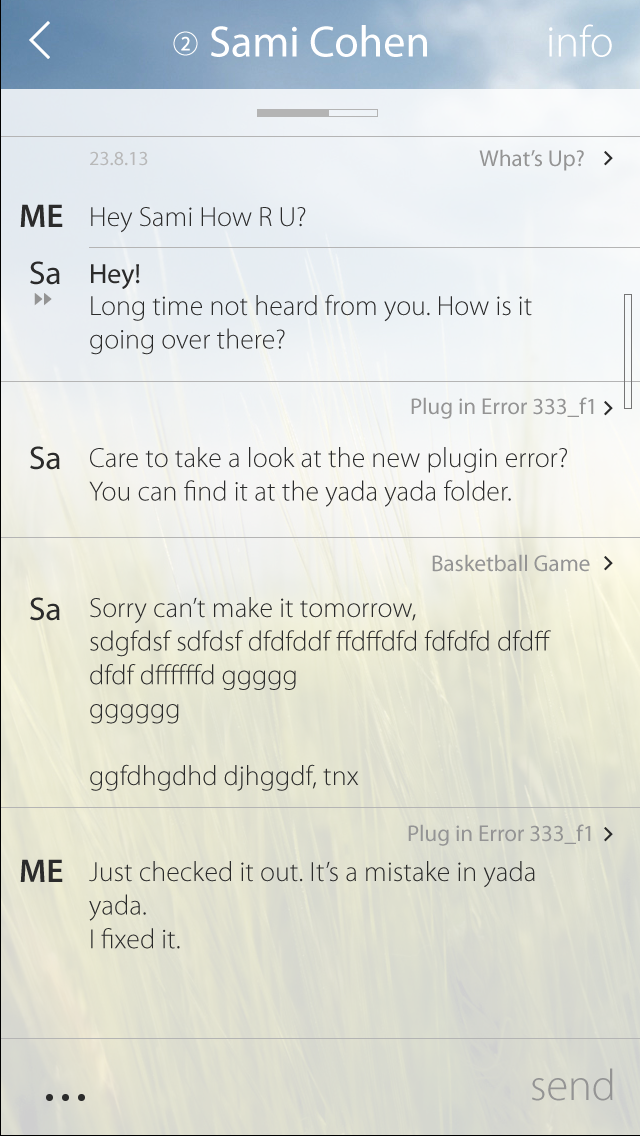 ② Sami Cohen info
23.8.13 What's Up?
ME Hey Sami How R U?
Sa Hey!
Long time not heard from you. How is it
going over there?
Plug in Error 333_f1
Sa Care to take a look at the new plugin error?
You can find it at the yada yada folder.
Basketball Game
Sa Sorry can't make it tomorrow,
sdgfdsf sdfdsf dfdfddf ffdffdfd fdfdfd dfdff
dfdf dffffffd ggggg
gggggg
ggfdhgdhd djhggdf, tnx
Plug in Error 333_f1
ME Just checked it out. It's a mistake in yada
yada.
I fixed it.
send